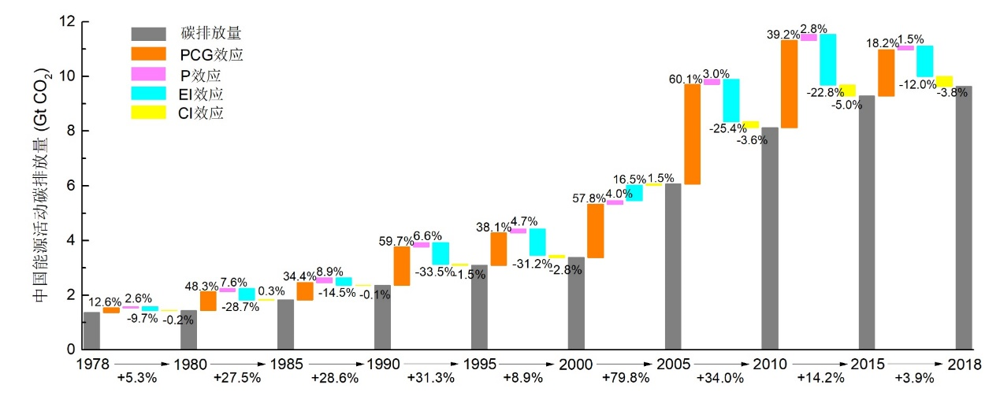 中国能源活动碳排放量 (Gt CO2)
12
10
8
6
4
2
0
碳排放量
PCG效应
P效应
EI效应
CI效应
12.6% 2.6% -9.7% -0.2%
48.3% 7.6% -28.7% 0.3%
34.4% 8.9% -14.5% -0.1%
59.7% 6.6% -33.5% -1.5%
38.1% 4.7% -31.2% -2.8%
57.8% 4.0% 16.5% 1.5%
60.1% 3.0% -25.4% -3.6%
39.2% 2.8% -22.8% -5.0%
18.2% 1.5% -12.0% -3.8%
1978 1980 1985 1990 1995 2000 2005 2010 2015 2018
+5.3% +27.5% +28.6% +31.3% +8.9% +79.8% +34.0% +14.2% +3.9%